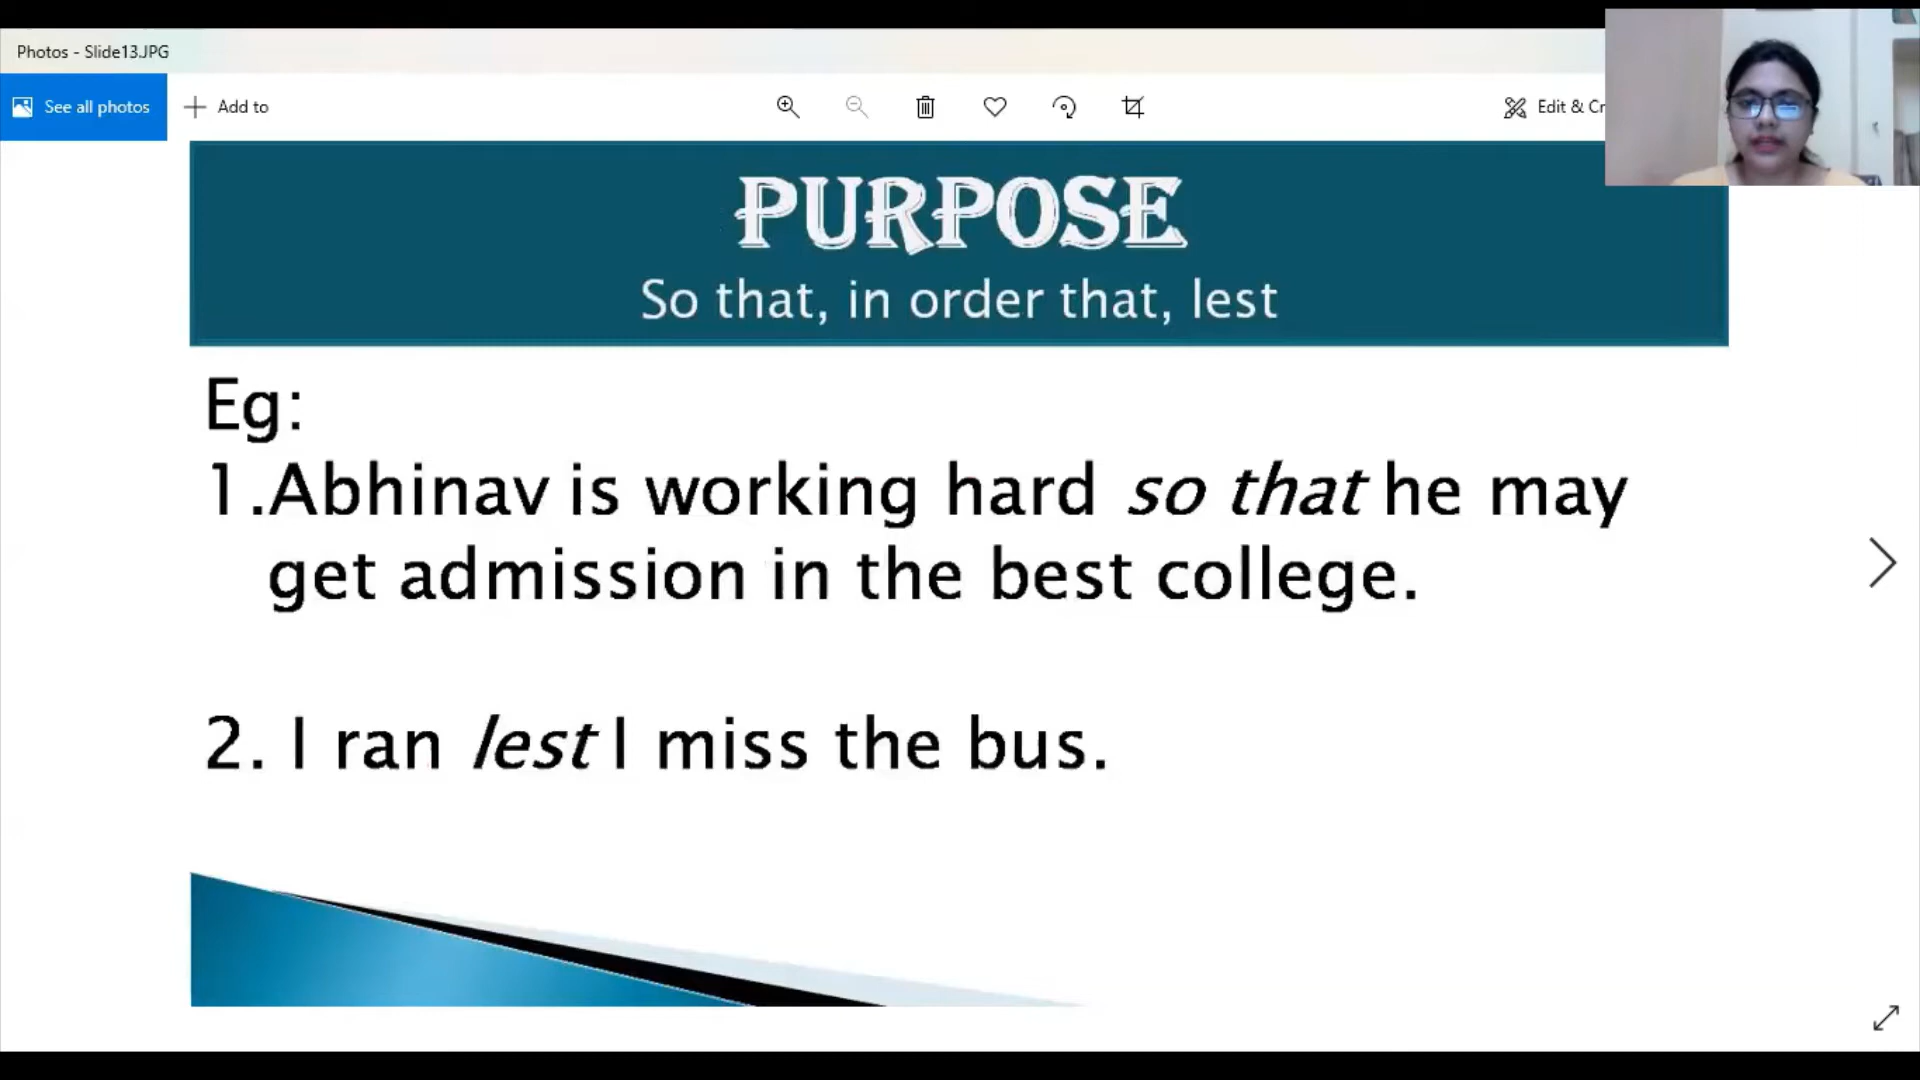 Photos - Slide13.JPG
See all photos
Add to
Edit & Cr
PURPOSE
So that, in order that, lest
Eg:
1.Abhinav is working hard so that he may
get admission in the best college.
2. I ran lest I miss the bus.